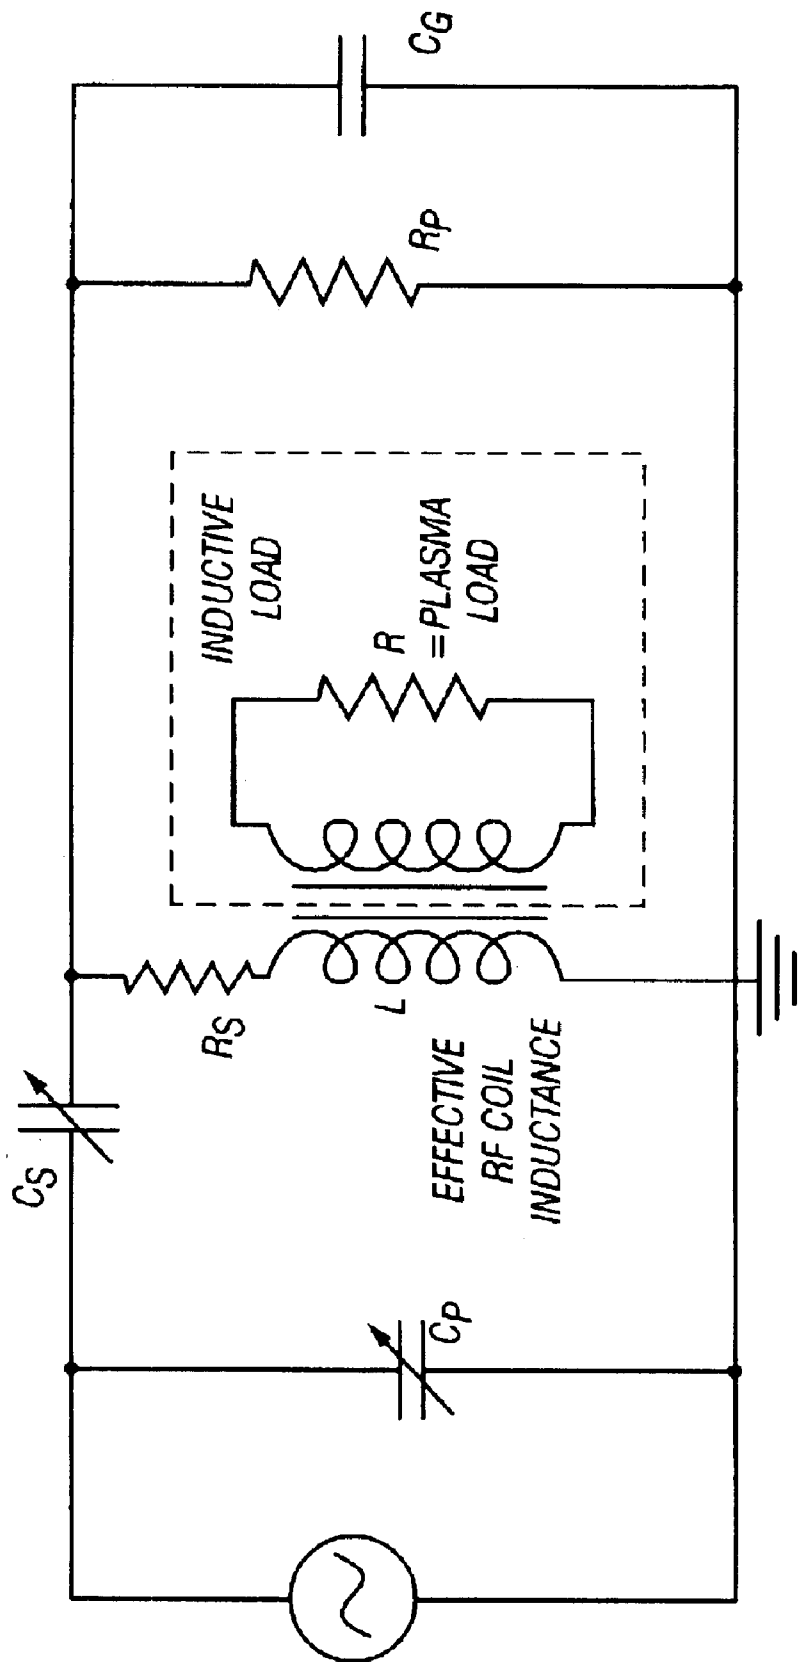 C_S
C_P
R_S
L
EFFECTIVE
RF COIL
INDUCTANCE
INDUCTIVE
LOAD
R
=PLASMA
LOAD
R_P
C_G